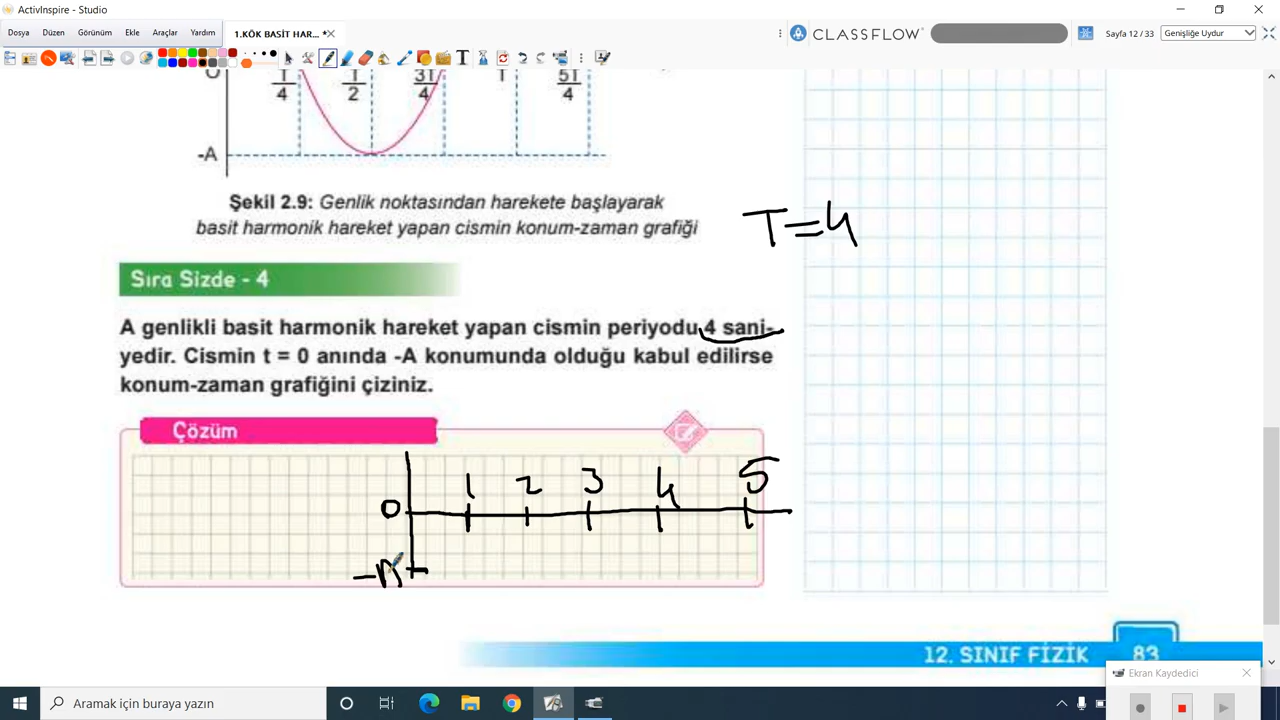 ActivInspire - Studio
Dosya Düzen Görünüm Ekle Araçlar Yardım
1.KÖK BASİT HAR... *
CLASSFLOW
Sayfa 12 / 33
Genişliğe Uydur
O T/4 T/2 3T/4 T 5T/4
-A
Şekil 2.9: Genlik noktasından harekete başlayarak
basit harmonik hareket yapan cismin konum-zaman grafiği
T=4
Sıra Sizde - 4
A genlikli basit harmonik hareket yapan cismin periyodu 4 sani-
yedir. Cismin t = 0 anında -A konumunda olduğu kabul edilirse
konum-zaman grafiğini çiziniz.
Çözüm
0 1 2 3 4 5
-A
12. SINIF FİZİK 83
Ekran Kaydedici
Aramak için buraya yazın